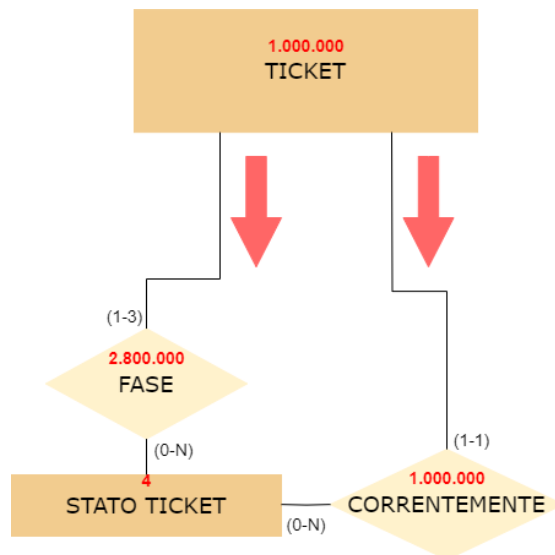 1.000.000
TICKET
(1-3)
2.800.000
FASE
(0-N)
(1-1)
4
STATO TICKET
1.000.000
CORRENTEMENTE
(0-N)